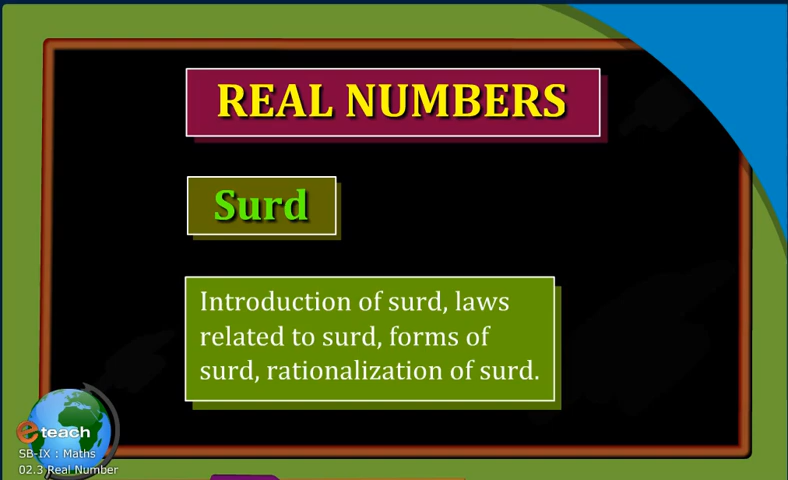 REAL NUMBERS
Surd
Introduction of surd, laws
related to surd, forms of
surd, rationalization of surd.
eteach
SB-IX : Maths
02.3 Real Number